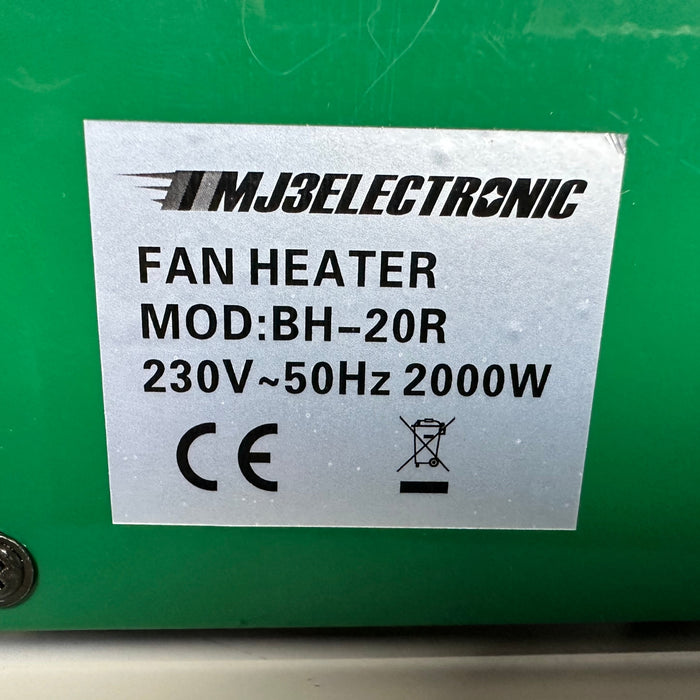 MJ3ELECTRONIC
FAN HEATER
MOD:BH-20R
230V~50Hz 2000W
CE